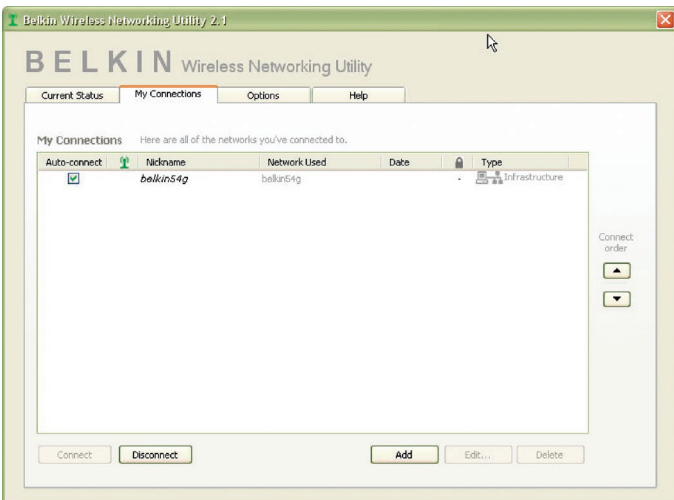 Belkin Wireless Networking Utility 2.1
BELKIN Wireless Networking Utility
Current Status My Connections Options Help
My Connections Here are all of the networks you've connected to.
Auto-connect Nickname Network Used Date Type
belkin54g belkin54g - Infrastructure
Connect
order
Connect Disconnect Add Edit... Delete